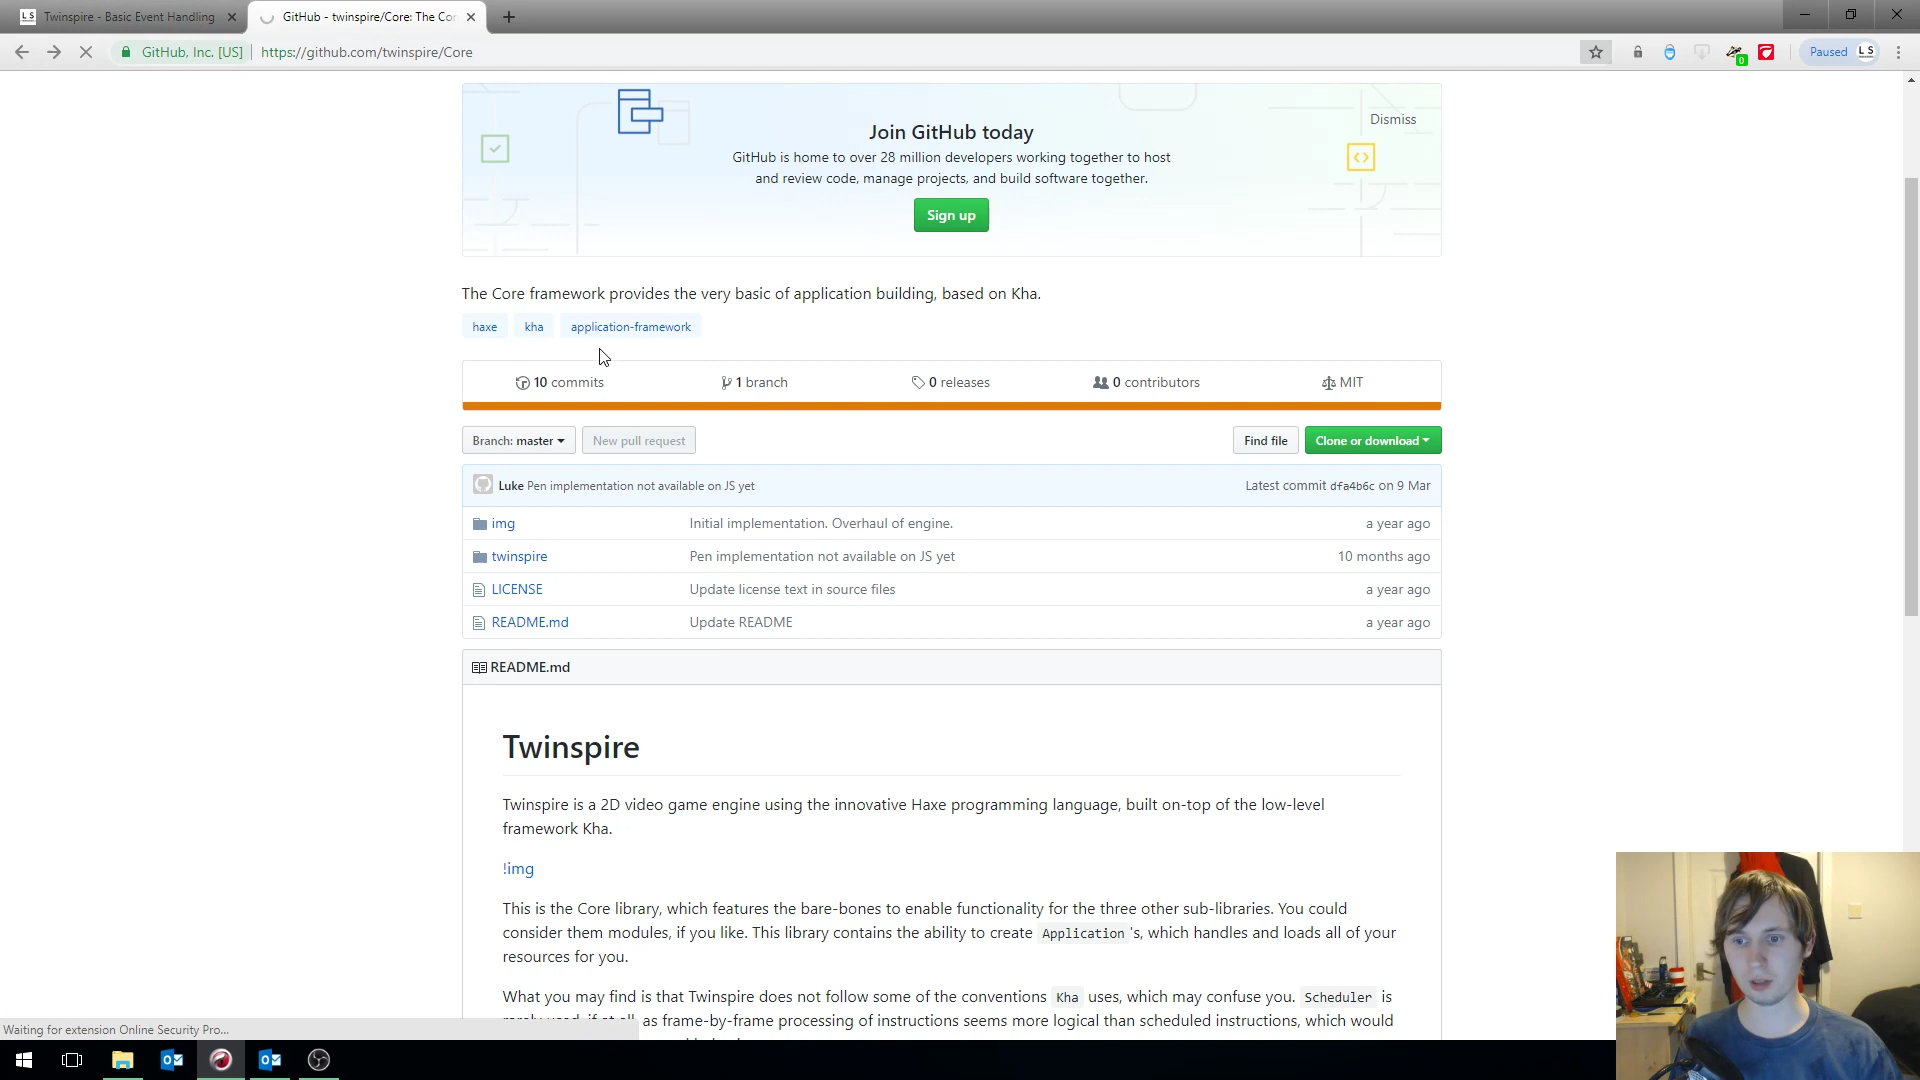 LS Twinspire - Basic Event Handling
GitHub - twinspire/Core: The Cor
GitHub, Inc. [US]
https://github.com/twinspire/Core
0
Paused LS
Join GitHub today
Dismiss
GitHub is home to over 28 million developers working together to host
and review code, manage projects, and build software together.
Sign up
The Core framework provides the very basic of application building, based on Kha.
haxe kha application-framework
10 commits 1 branch 0 releases 0 contributors MIT
Branch: master New pull request Find file Clone or download
Luke Pen implementation not available on JS yet Latest commit dfa4b6c on 9 Mar
img Initial implementation. Overhaul of engine. a year ago
twinspire Pen implementation not available on JS yet 10 months ago
LICENSE Update license text in source files a year ago
README.md Update README a year ago
README.md
Twinspire
Twinspire is a 2D video game engine using the innovative Haxe programming language, built on-top of the low-level
framework Kha.
!img
This is the Core library, which features the bare-bones to enable functionality for the three other sub-libraries. You could
consider them modules, if you like. This library contains the ability to create Application 's, which handles and loads all of your
resources for you.
What you may find is that Twinspire does not follow some of the conventions Kha uses, which may confuse you. Scheduler is
as frame-by-frame processing of instructions seems more logical than scheduled instructions, which would
Waiting for extension Online Security Pro...